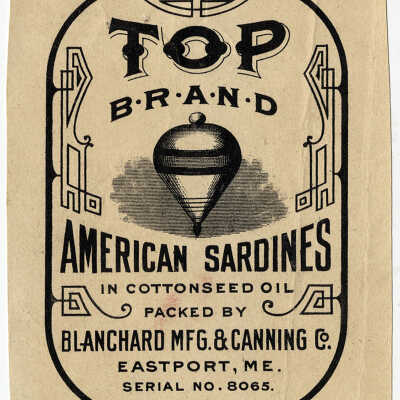 TOP
B·R·A·N·D
AMERICAN SARDINES
IN COTTONSEED OIL
PACKED BY
BLANCHARD MFG. & CANNING Co.
EASTPORT, ME.
SERIAL NO. 8065.